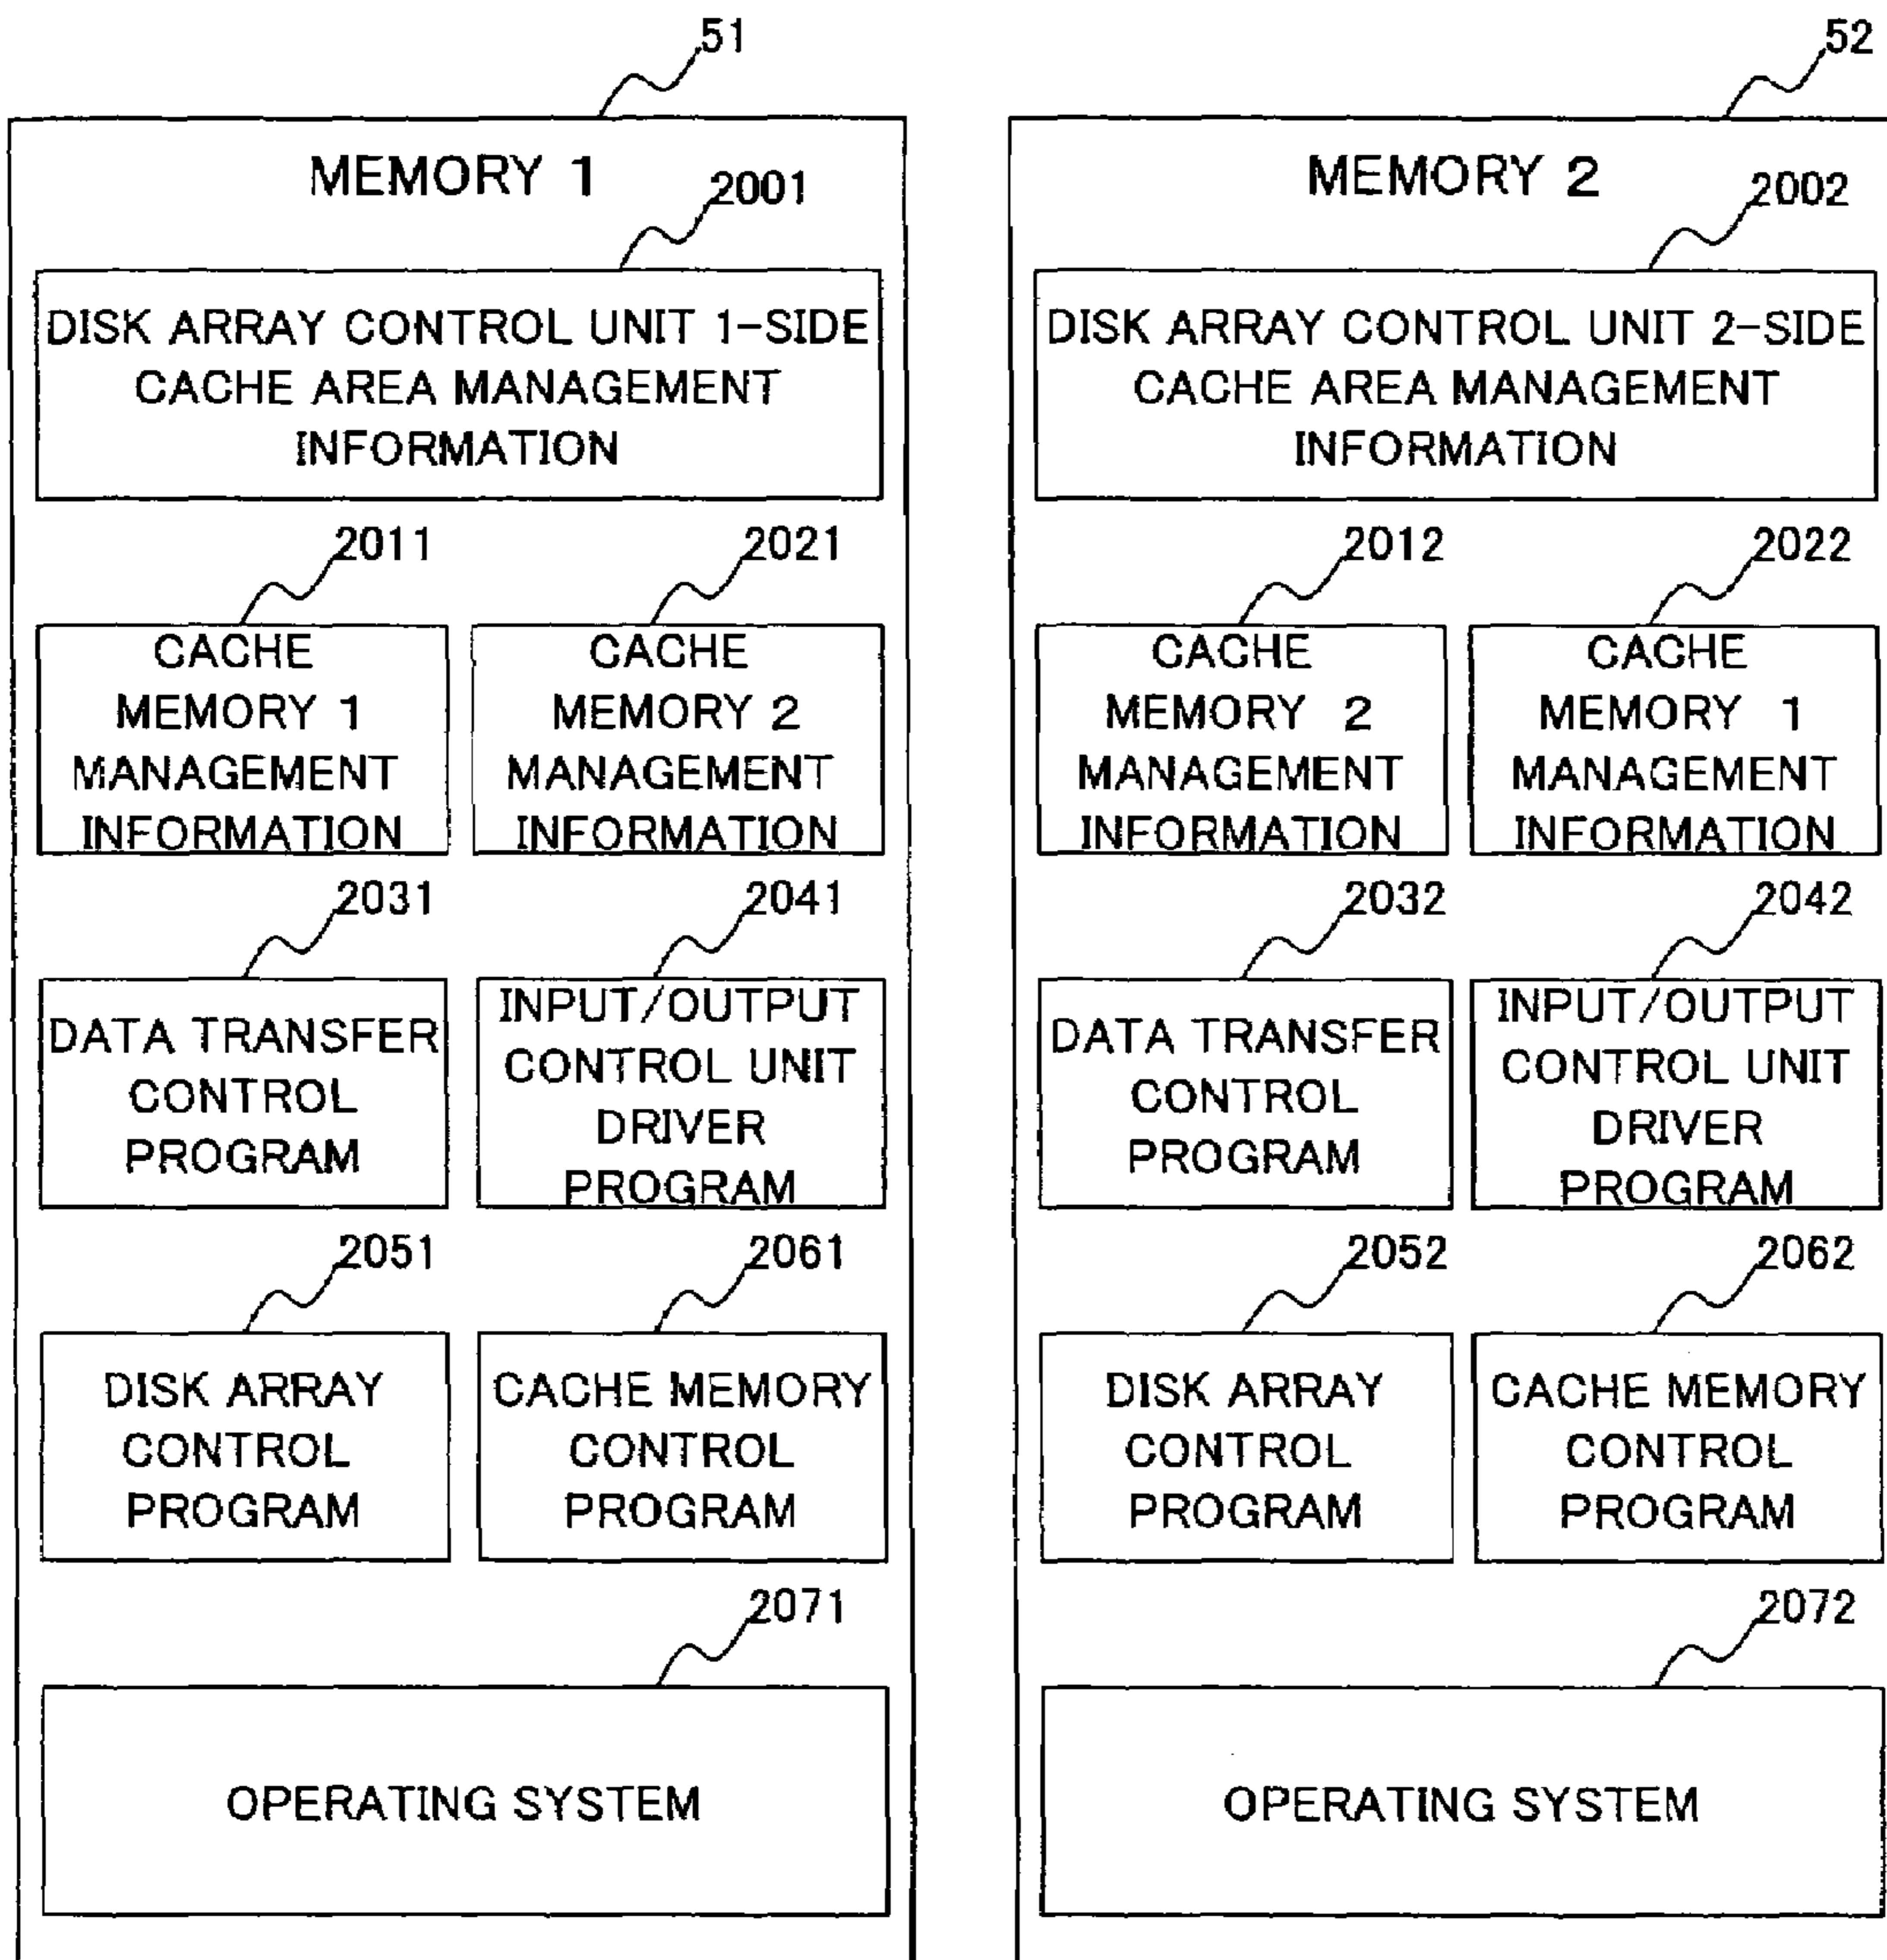 51
MEMORY 1
2001
DISK ARRAY CONTROL UNIT 1-SIDE
CACHE AREA MANAGEMENT
INFORMATION
2011
CACHE
MEMORY 1
MANAGEMENT
INFORMATION
2021
CACHE
MEMORY 2
MANAGEMENT
INFORMATION
2031
DATA TRANSFER
CONTROL
PROGRAM
2041
INPUT/OUTPUT
CONTROL UNIT
DRIVER
PROGRAM
2051
DISK ARRAY
CONTROL
PROGRAM
2061
CACHE MEMORY
CONTROL
PROGRAM
2071
OPERATING SYSTEM
52
MEMORY 2
2002
DISK ARRAY CONTROL UNIT 2-SIDE
CACHE AREA MANAGEMENT
INFORMATION
2012
CACHE
MEMORY 2
MANAGEMENT
INFORMATION
2022
CACHE
MEMORY 1
MANAGEMENT
INFORMATION
2032
DATA TRANSFER
CONTROL
PROGRAM
2042
INPUT/OUTPUT
CONTROL UNIT
DRIVER
PROGRAM
2052
DISK ARRAY
CONTROL
PROGRAM
2062
CACHE MEMORY
CONTROL
PROGRAM
2072
OPERATING SYSTEM